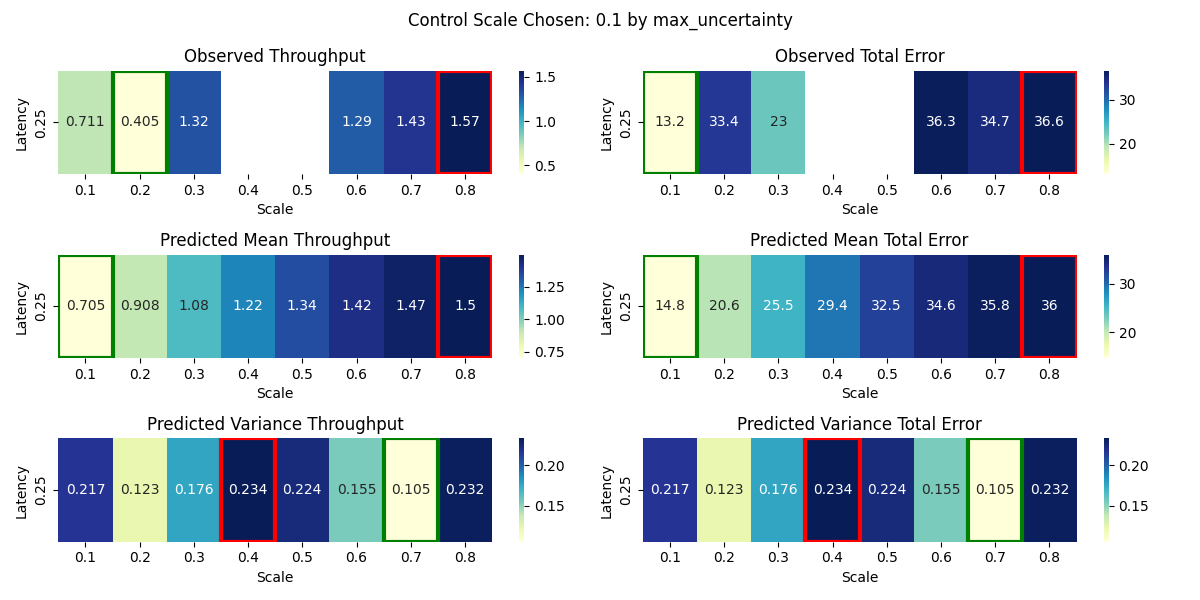 Control Scale Chosen: 0.1 by max_uncertainty
Observed Throughput
Latency
0.25
0.711 0.405 1.32 1.29 1.43 1.57
0.1 0.2 0.3 0.4 0.5 0.6 0.7 0.8
Scale
1.5
1.0
0.5
Observed Total Error
Latency
0.25
13.2 33.4 23 36.3 34.7 36.6
0.1 0.2 0.3 0.4 0.5 0.6 0.7 0.8
Scale
30
20
Predicted Mean Throughput
Latency
0.25
0.705 0.908 1.08 1.22 1.34 1.42 1.47 1.5
0.1 0.2 0.3 0.4 0.5 0.6 0.7 0.8
Scale
1.25
1.00
0.75
Predicted Mean Total Error
Latency
0.25
14.8 20.6 25.5 29.4 32.5 34.6 35.8 36
0.1 0.2 0.3 0.4 0.5 0.6 0.7 0.8
Scale
30
20
Predicted Variance Throughput
Latency
0.25
0.217 0.123 0.176 0.234 0.224 0.155 0.105 0.232
0.1 0.2 0.3 0.4 0.5 0.6 0.7 0.8
Scale
0.20
0.15
Predicted Variance Total Error
Latency
0.25
0.217 0.123 0.176 0.234 0.224 0.155 0.105 0.232
0.1 0.2 0.3 0.4 0.5 0.6 0.7 0.8
Scale
0.20
0.15